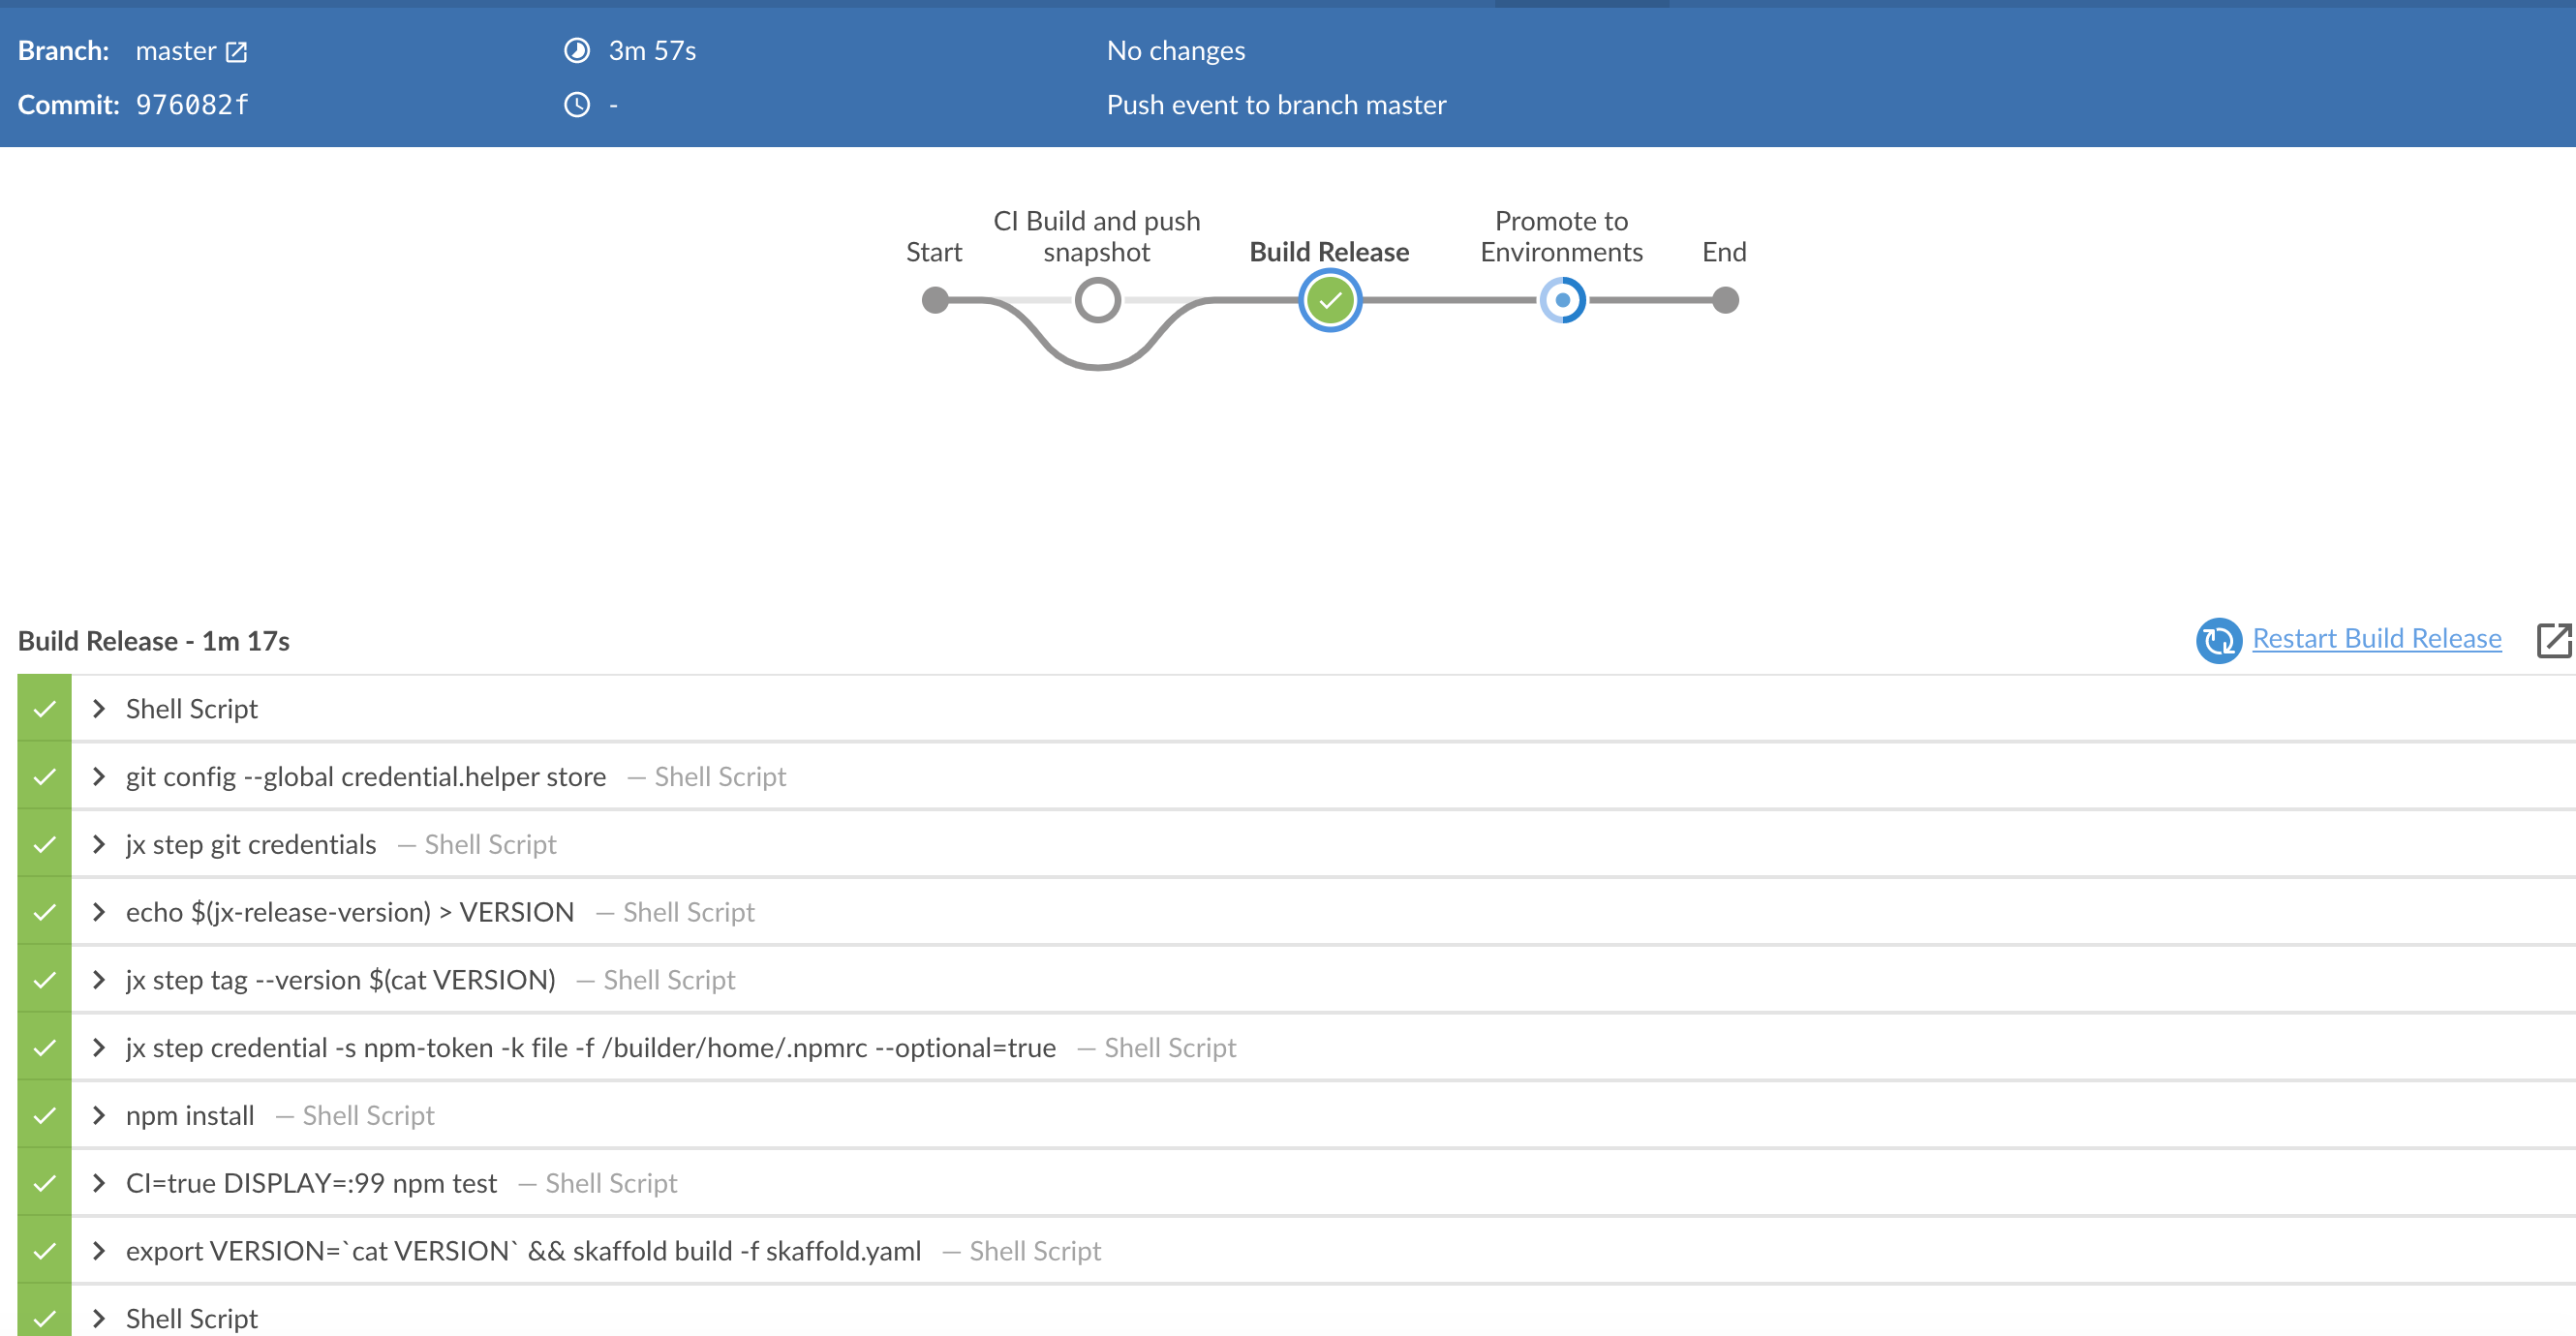 Branch: master
3m 57s
No changes
Commit: 976082f
-
Push event to branch master
CI Build and push
snapshot
Promote to
Environments
Start
Build Release
End
Build Release - 1m 17s
Restart Build Release
Shell Script
git config --global credential.helper store — Shell Script
jx step git credentials — Shell Script
echo $(jx-release-version) > VERSION — Shell Script
jx step tag --version $(cat VERSION) — Shell Script
jx step credential -s npm-token -k file -f /builder/home/.npmrc --optional=true — Shell Script
npm install — Shell Script
CI=true DISPLAY=:99 npm test — Shell Script
export VERSION=`cat VERSION` && skaffold build -f skaffold.yaml — Shell Script
Shell Script